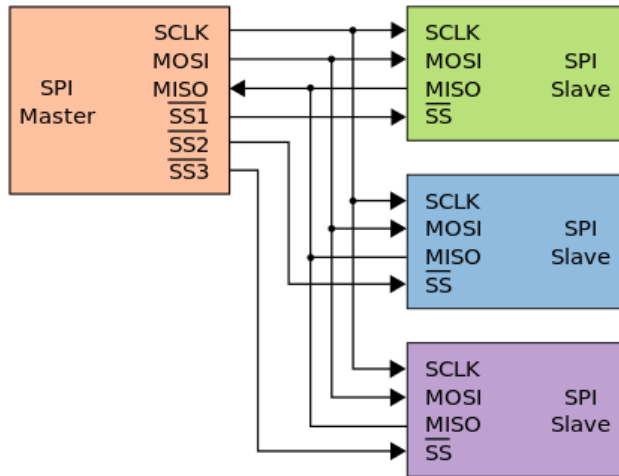 SPI
Master
SCLK
MOSI
MISO
SS1
SS2
SS3
SCLK
MOSI
MISO
SS
SPI
Slave
SCLK
MOSI
MISO
SS
SPI
Slave
SCLK
MOSI
MISO
SS
SPI
Slave